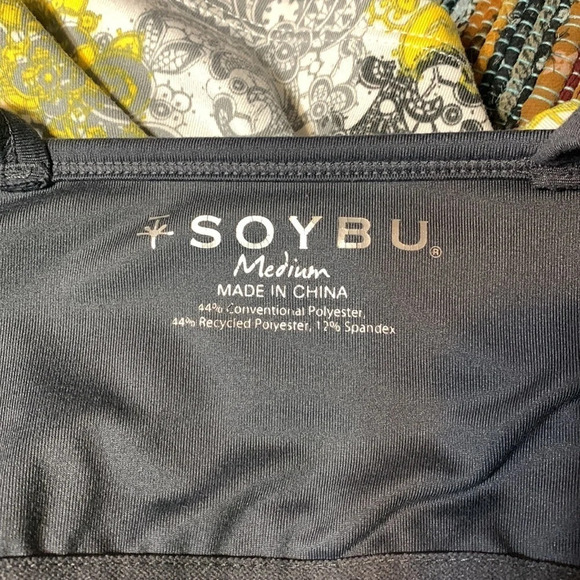 SOYBU®
Medium
MADE IN CHINA
44% Conventional Polyester,
44% Recycled Polyester, 12% Spandex